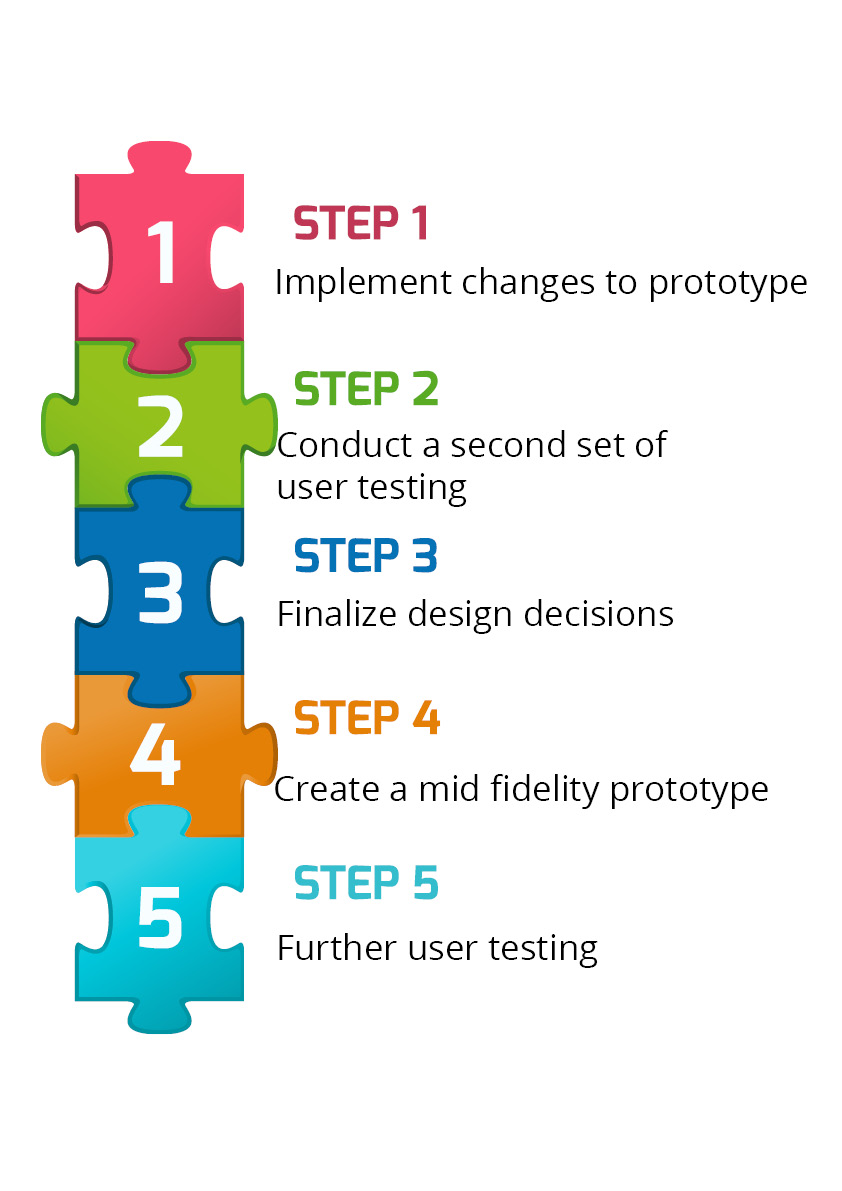 1
STEP 1
Implement changes to prototype
2
STEP 2
Conduct a second set of
user testing
3
STEP 3
Finalize design decisions
4
STEP 4
Create a mid fidelity prototype
5
STEP 5
Further user testing